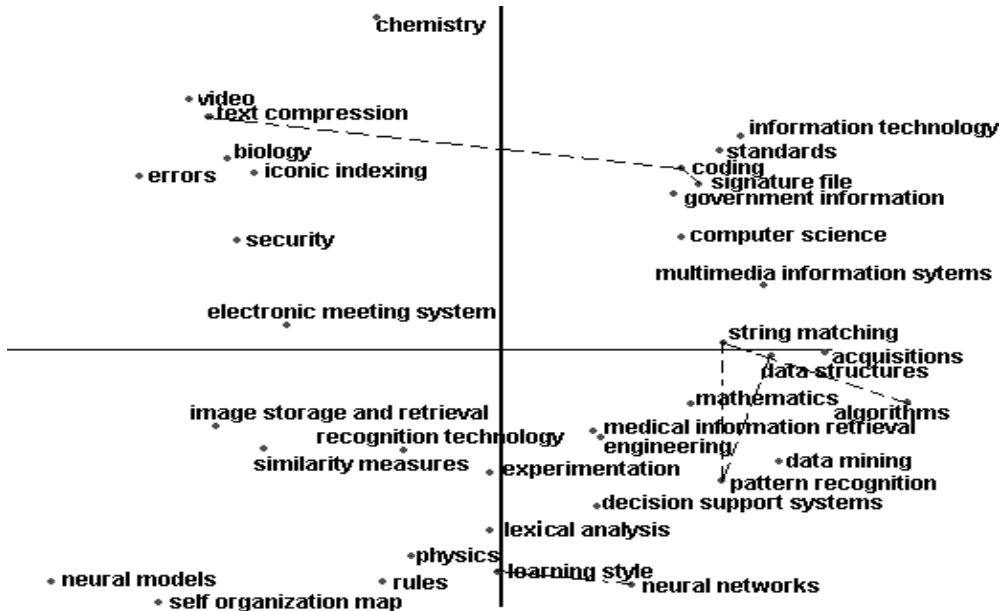 chemistry
video
text compression
information technology
biology
standards
errors
iconic indexing
coding
signature file
government information
security
computer science
multimedia information sytems
electronic meeting system
string matching
acquisitions
data structures
mathematics
algorithms
image storage and retrieval
medical information retrieval
recognition technology
engineering
similarity measures
experimentation
data mining
pattern recognition
decision support systems
lexical analysis
physics
learning style
neural models
rules
neural networks
self organization map